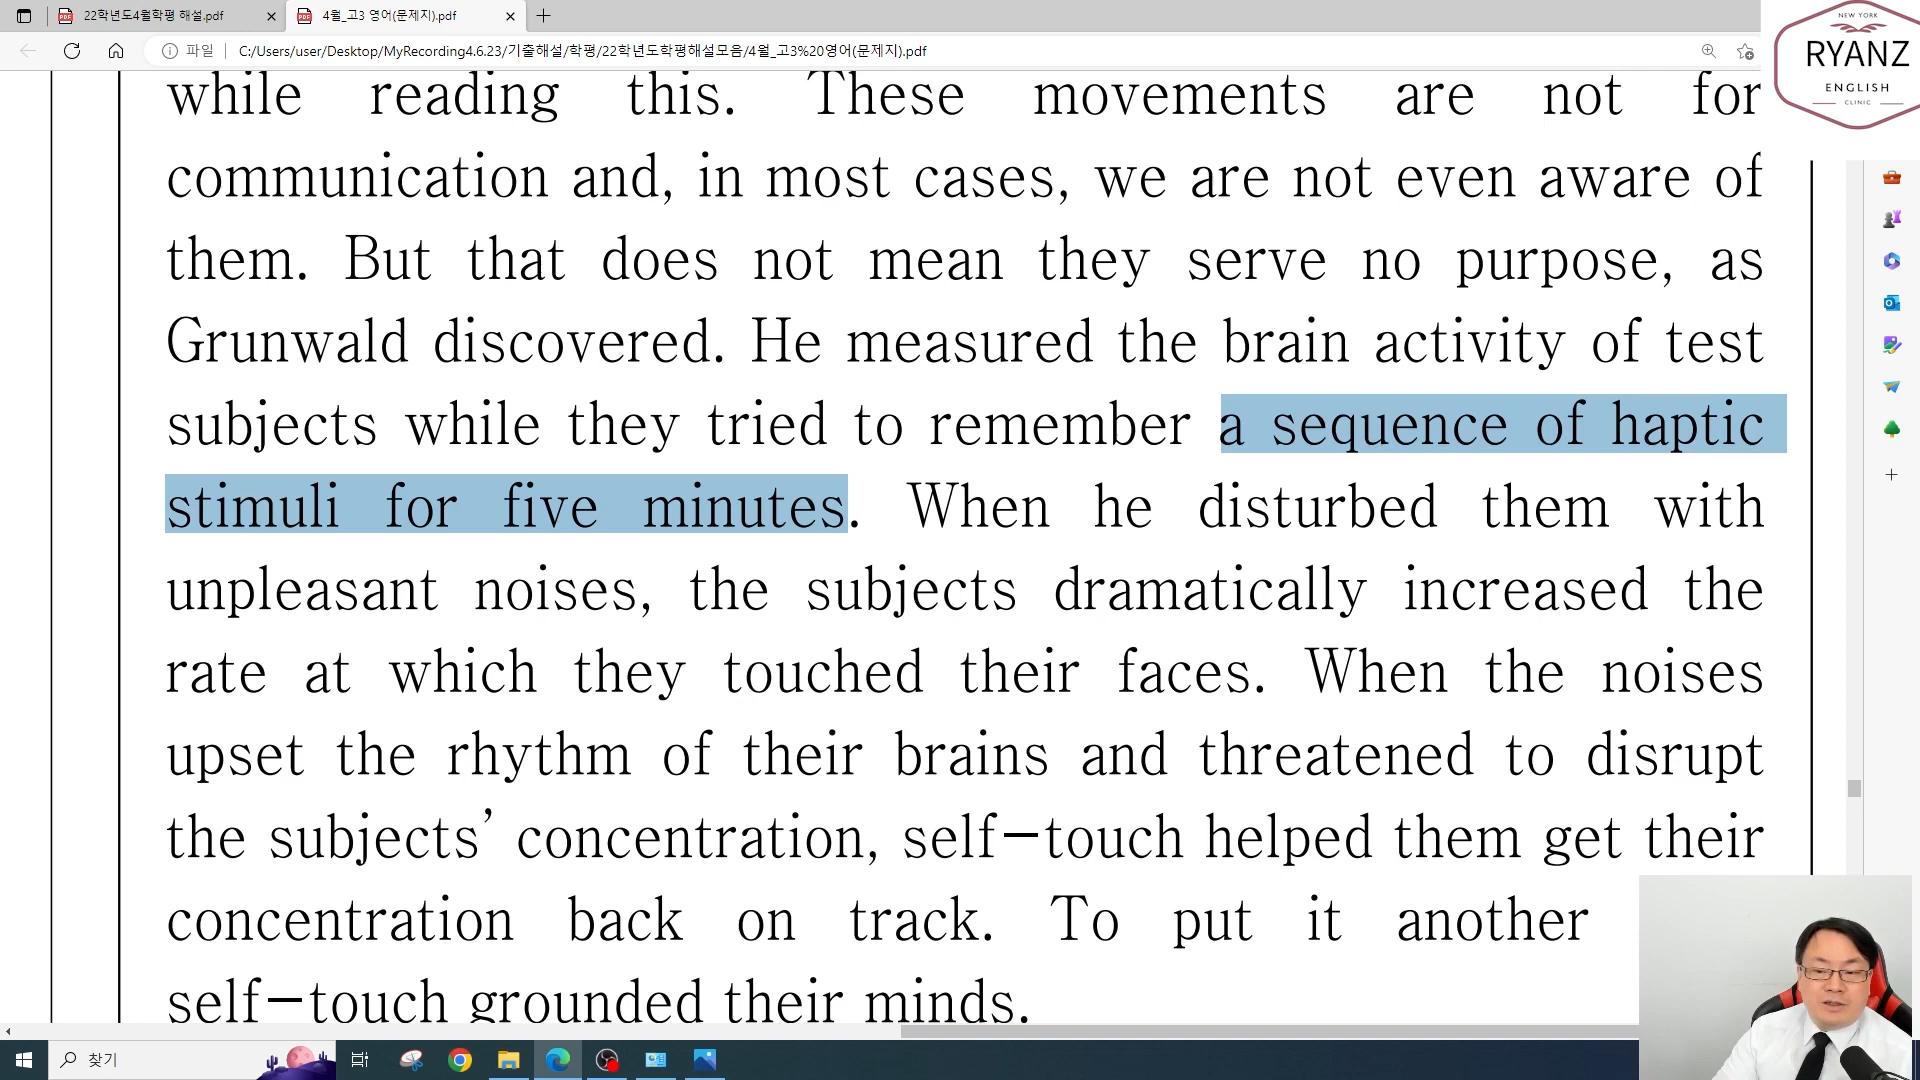 22학년도4월학평 해설.pdf
4월_고3 영어(문제지).pdf
파일
C:/Users/user/Desktop/MyRecording4.6.23/기출해설/학평/22학년도학평해설모음/4월_고3%20영어(문제지).pdf
NEW YORK
RYANZ
ENGLISH
CLINIC
while reading this. These movements are not for
communication and, in most cases, we are not even aware of
them. But that does not mean they serve no purpose, as
Grunwald discovered. He measured the brain activity of test
subjects while they tried to remember a sequence of haptic
stimuli for five minutes. When he disturbed them with
unpleasant noises, the subjects dramatically increased the
rate at which they touched their faces. When the noises
upset the rhythm of their brains and threatened to disrupt
the subjects' concentration, self-touch helped them get their
concentration back on track. To put it another
self-touch grounded their minds.
찾기